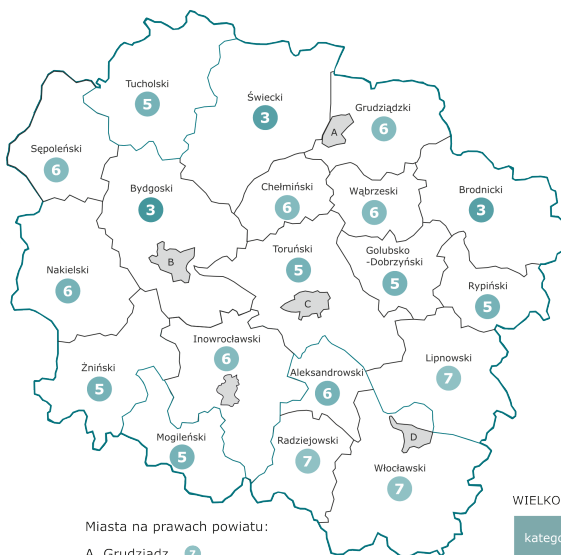 Tucholski
5
Świecki
3
Grudziądzki
6
A
Sępoleński
6
Bydgoski
3
Chełmiński
6
Wąbrzeski
6
Brodnicki
3
B
Toruński
5
Golubsko
-Dobrzyński
5
Nakielski
6
Rypiński
5
C
Inowrocławski
6
Żniński
5
Aleksandrowski
6
Lipnowski
7
Mogileński
5
Radziejowski
7
D
Włocławski
7
WIELKO
Miasta na prawach powiatu:
katego
A Grudziądz 7